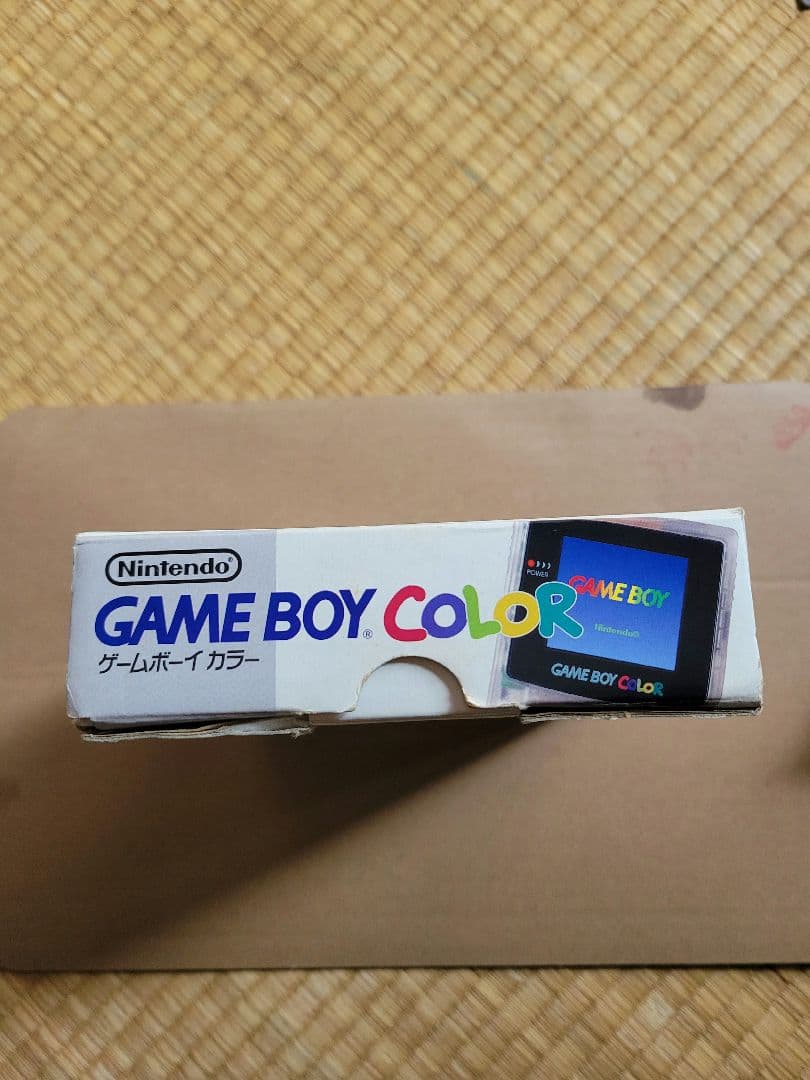 Nintendo®
GAME BOY® COLOR
ゲームボーイ カラー
POWER
GAME BOY
Nintendo®
GAME BOY COLOR